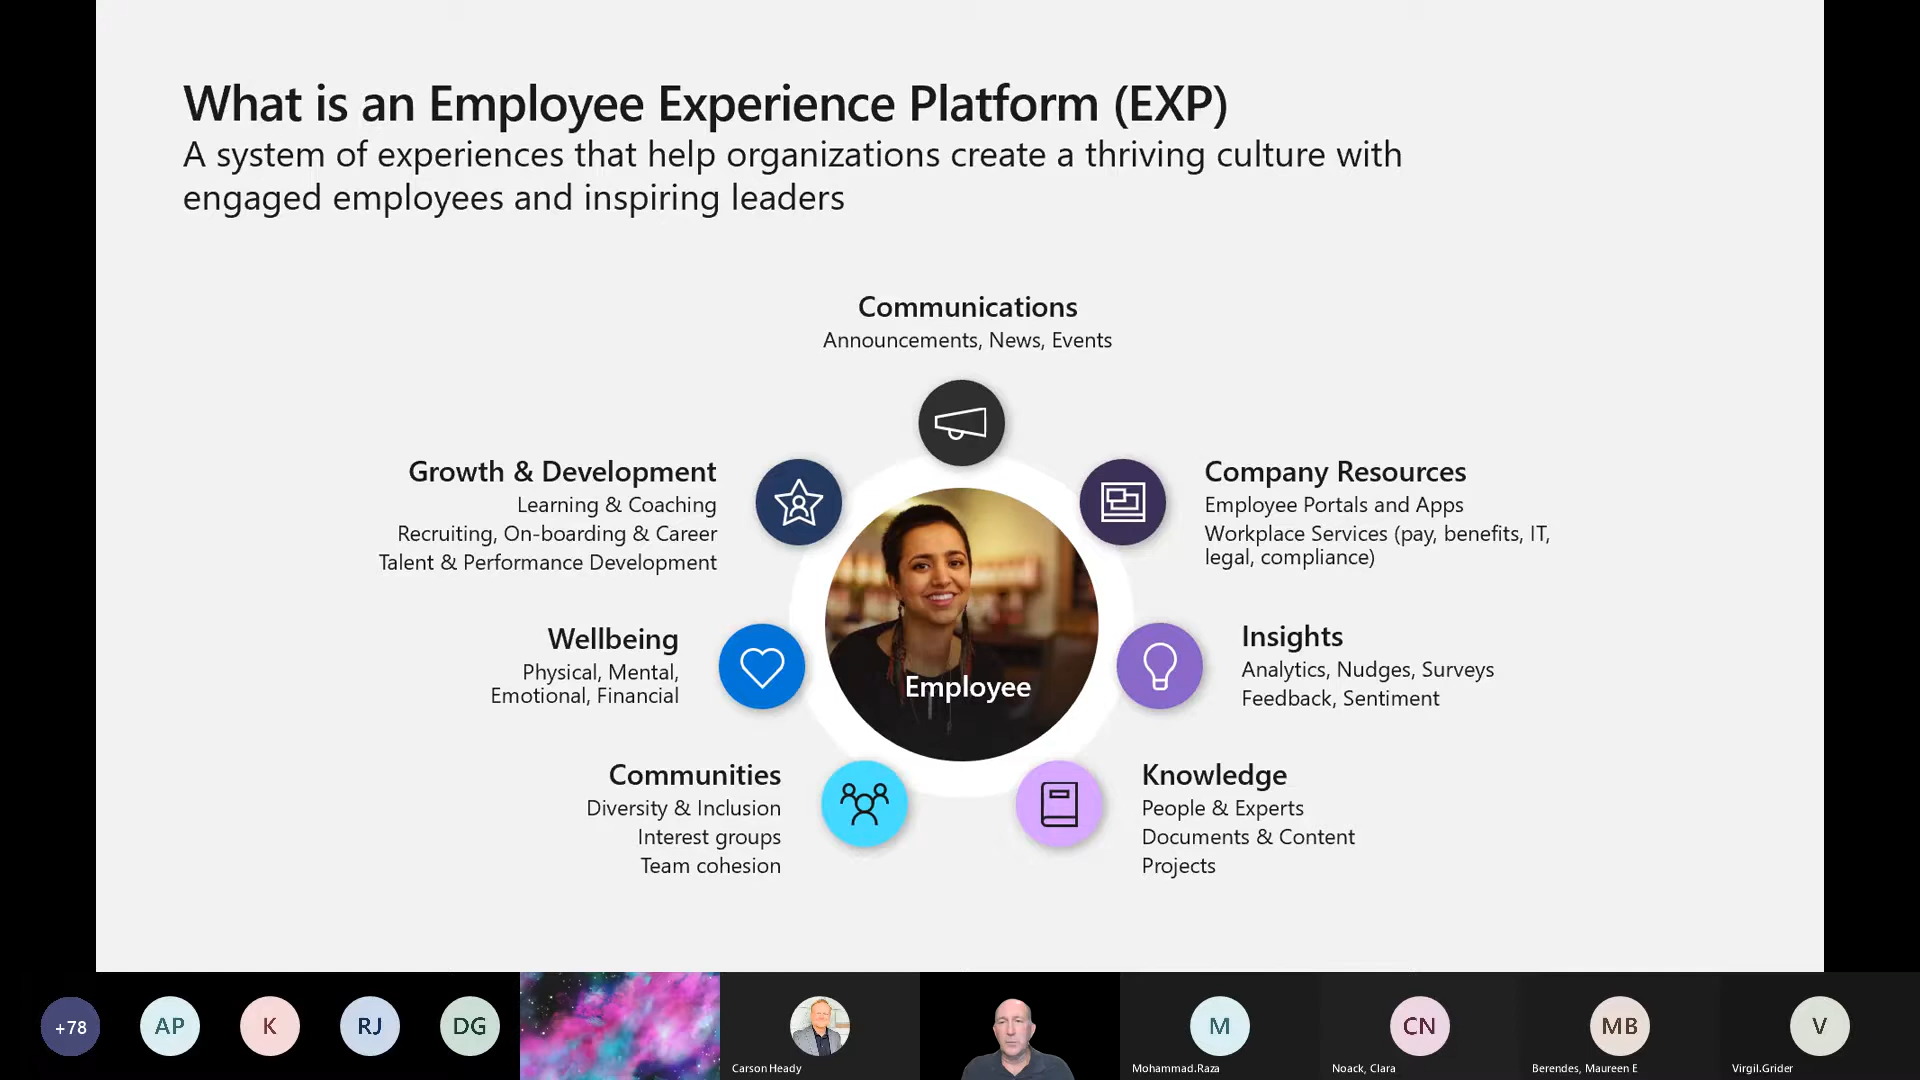 What is an Employee Experience Platform (EXP)
A system of experiences that help organizations create a thriving culture with
engaged employees and inspiring leaders
Communications
Announcements, News, Events
Growth & Development
Learning & Coaching
Recruiting, On-boarding & Career
Talent & Performance Development
Company Resources
Employee Portals and Apps
Workplace Services (pay, benefits, IT,
legal, compliance)
Wellbeing
Physical, Mental,
Emotional, Financial
Employee
Insights
Analytics, Nudges, Surveys
Feedback, Sentiment
Communities
Diversity & Inclusion
Interest groups
Team cohesion
Knowledge
People & Experts
Documents & Content
Projects
+78
AP
K
RJ
DG
Carson Heady
M
Mohammad.Raza
CN
Noack, Clara
MB
Berendes, Maureen E
V
Virgil.Grider